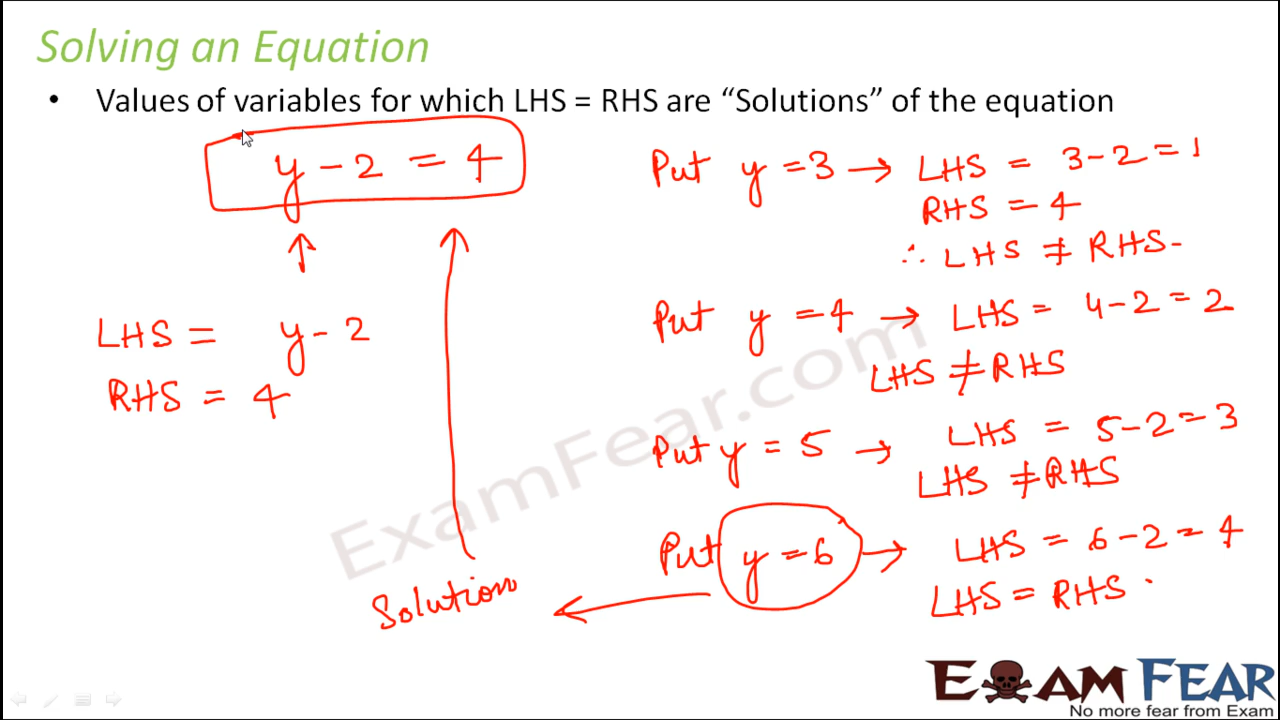 Solving an Equation
• Values of variables for which LHS = RHS are “Solutions” of the equation
y - 2 = 4
LHS = y - 2
RHS = 4
Solution
Put y = 3 → LHS = 3 - 2 = 1
RHS = 4
∴ LHS ≠ RHS
Put y = 4 → LHS = 4 - 2 = 2
LHS ≠ RHS
Put y = 5 → LHS = 5 - 2 = 3
LHS ≠ RHS
Put y = 6 → LHS = 6 - 2 = 4
LHS = RHS
ExamFear.com
EXAM FEAR
No more fear from Exam